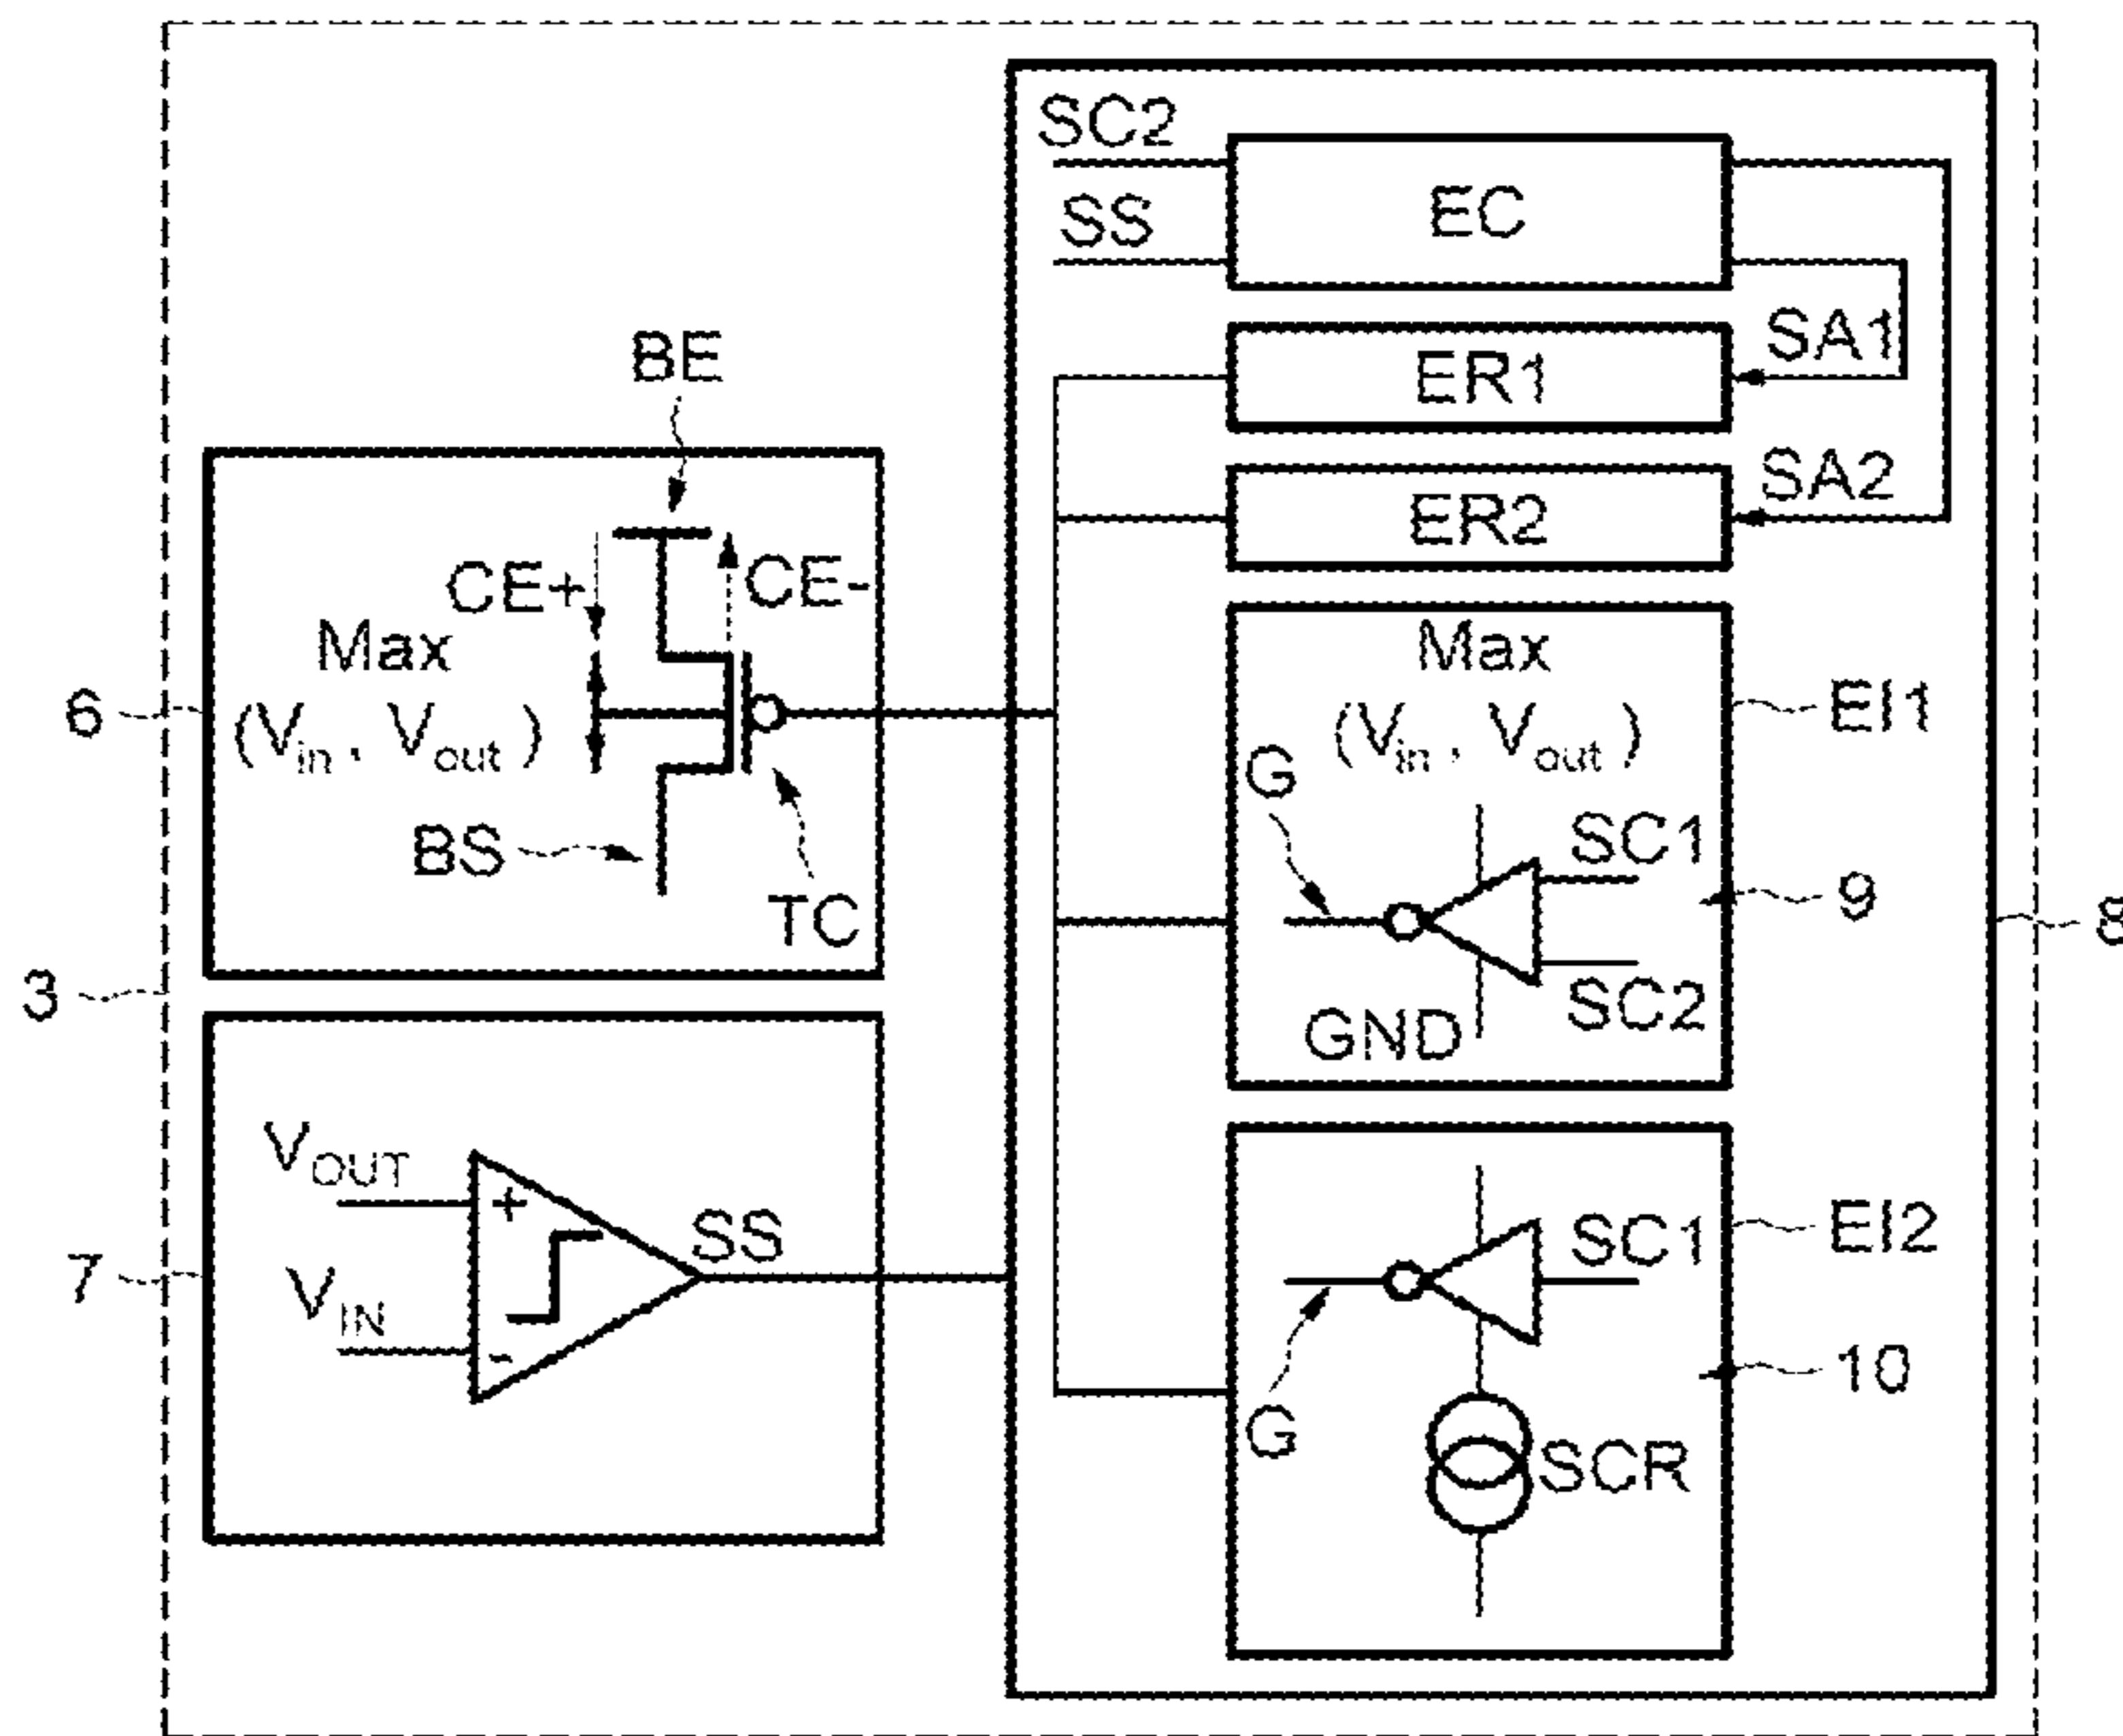 SC2
EC
SS
SA1
BE
ER1
SA2
ER2
CE+
CE-
Max
(Vin, Vout)
6
BS
TC
Max
(Vin, Vout)
EI1
G
SC1
9
8
SC2
GND
3
VOUT
+
SS
VIN
-
7
SC1
EI2
10
G
SCR